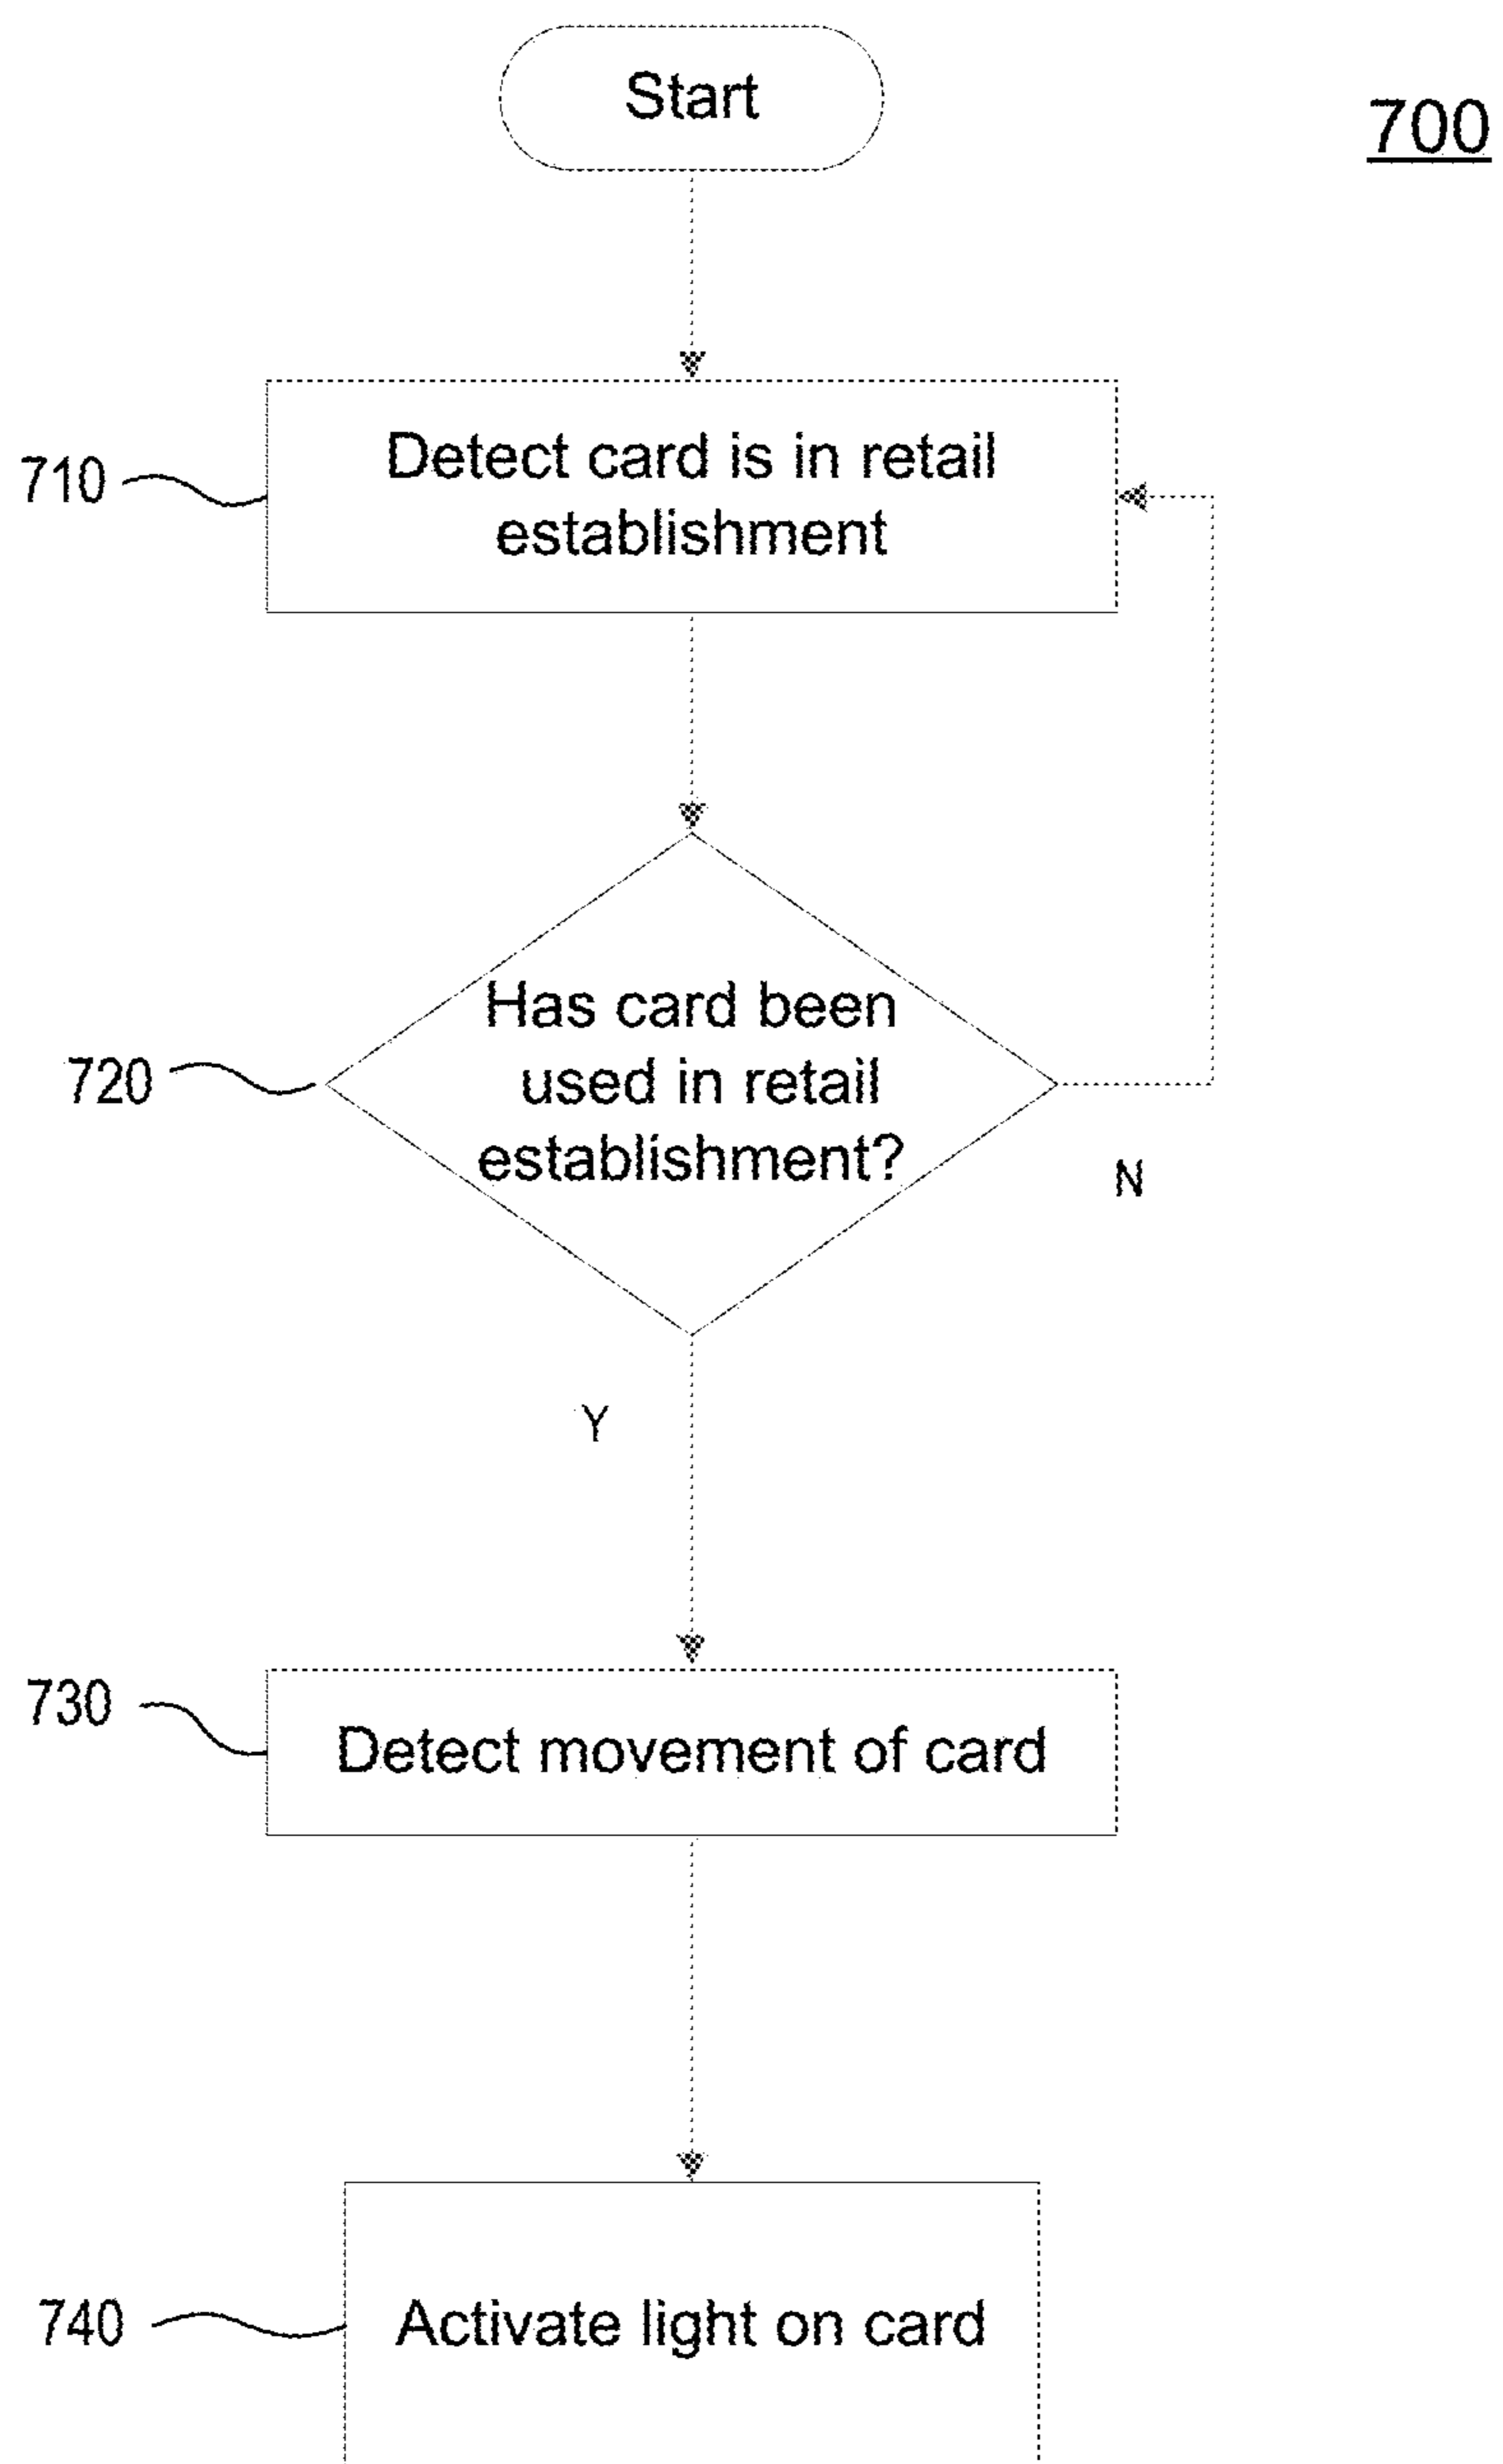 Start
700
Detect card is in retail
establishment
710
Has card been
used in retail
establishment?
720
N
Y
730
Detect movement of card
740
Activate light on card